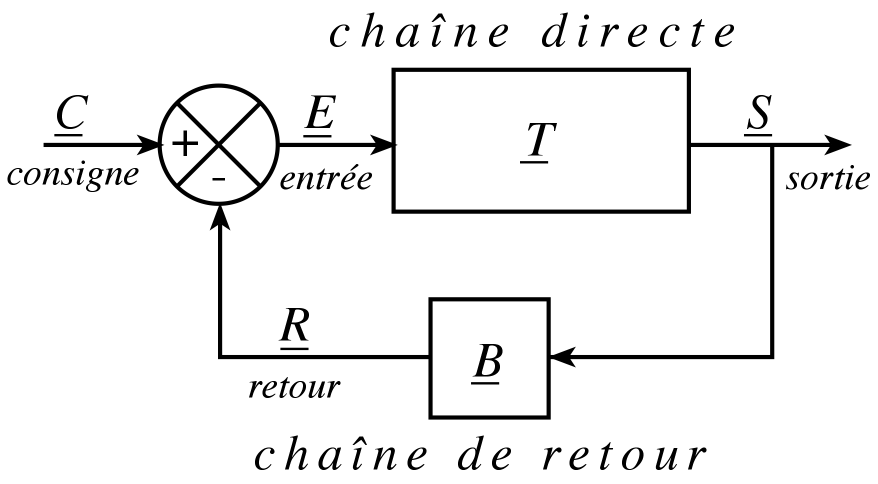 chaîne directe
C
E
S
+
T
consigne
-
entrée
sortie
R
B
retour
chaîne de retour